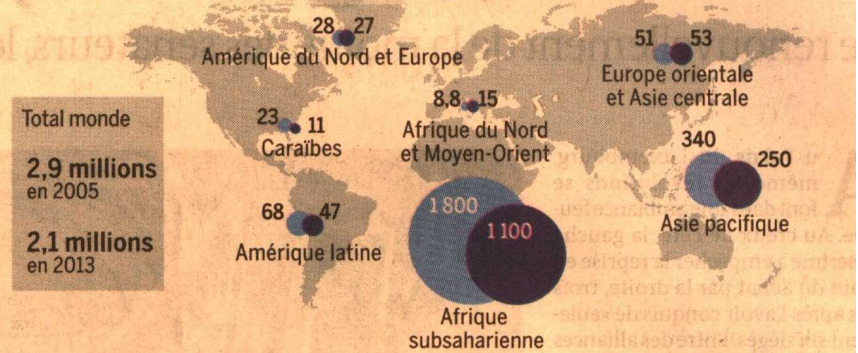 28 27
Amérique du Nord et Europe
51 53
Europe orientale
et Asie centrale
23 11
Caraïbes
8,8 15
Afrique du Nord
et Moyen-Orient
Total monde
2,9 millions
en 2005
2,1 millions
en 2013
340 250
Asie pacifique
68 47
Amérique latine
1 800
1 100
Afrique
subsaharienne